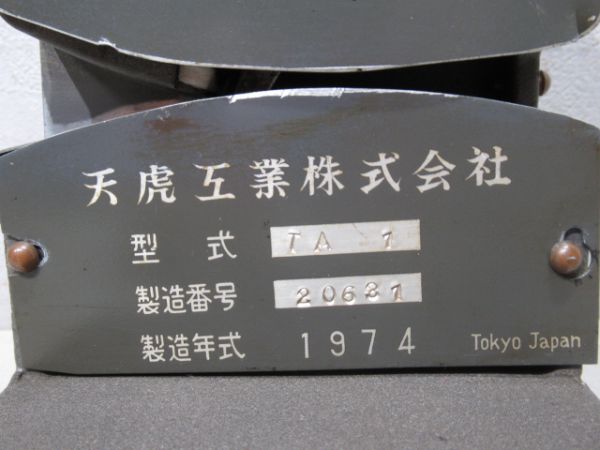 天虎工業株式会社
型式 TA 1
製造番号 20681
製造年式 1974 Tokyo Japan